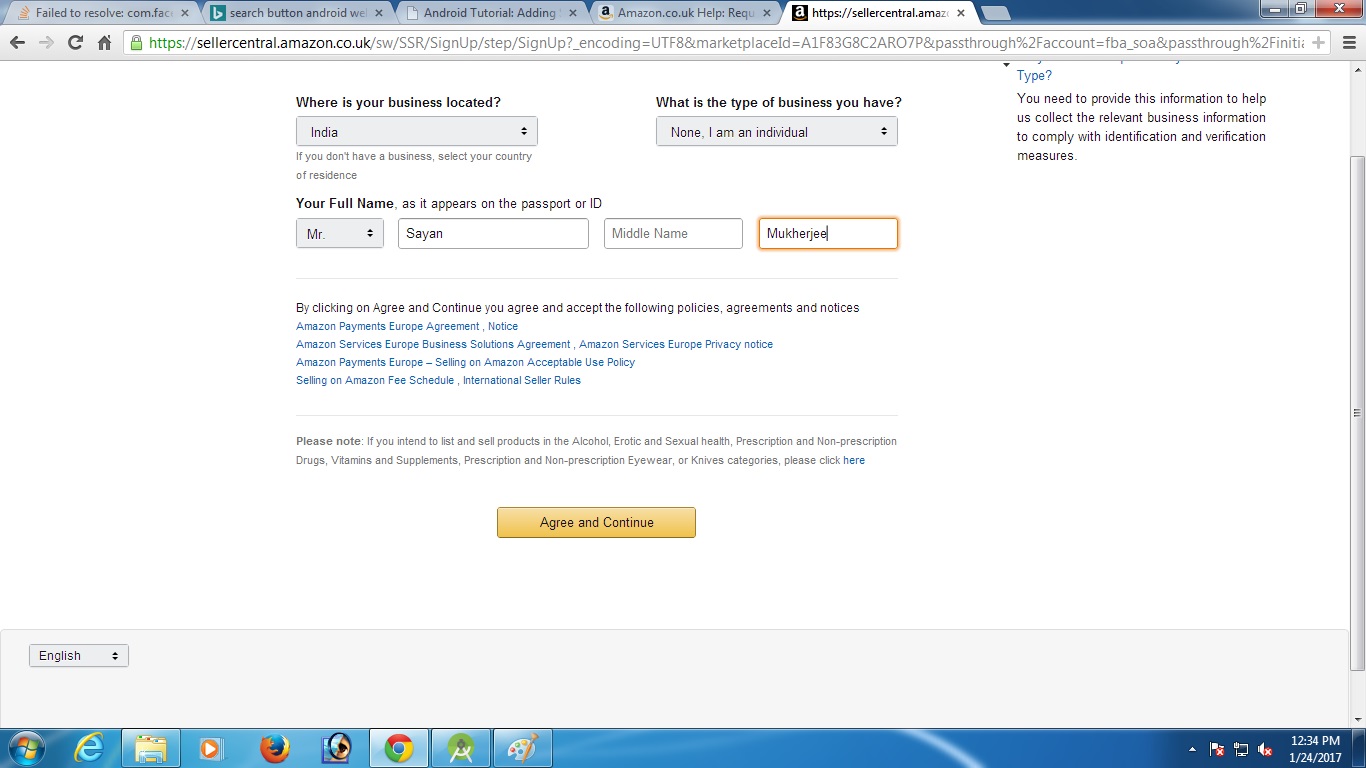 Failed to resolve: com.face
search button android wel
Android Tutorial: Adding
Amazon.co.uk Help: Requ
https://sellercentral.amaz
https://sellercentral.amazon.co.uk/sw/SSR/SignUp/step/SignUp?_encoding=UTF8&marketplaceId=A1F83G8C2ARO7P&passthrough%2Faccount=fba_soa&passthrough%2Finitia
Type?
Where is your business located? What is the type of business you have?
You need to provide this information to help
us collect the relevant business information
India None, I am an individual
to comply with identification and verification
measures.
If you don't have a business, select your country
of residence
Your Full Name, as it appears on the passport or ID
Mr. Sayan Middle Name Mukherjee
By clicking on Agree and Continue you agree and accept the following policies, agreements and notices
Amazon Payments Europe Agreement , Notice
Amazon Services Europe Business Solutions Agreement , Amazon Services Europe Privacy notice
Amazon Payments Europe – Selling on Amazon Acceptable Use Policy
Selling on Amazon Fee Schedule , International Seller Rules
Please note: If you intend to list and sell products in the Alcohol, Erotic and Sexual health, Prescription and Non-prescription
Drugs, Vitamins and Supplements, Prescription and Non-prescription Eyewear, or Knives categories, please click here
Agree and Continue
English
12:34 PM
1/24/2017